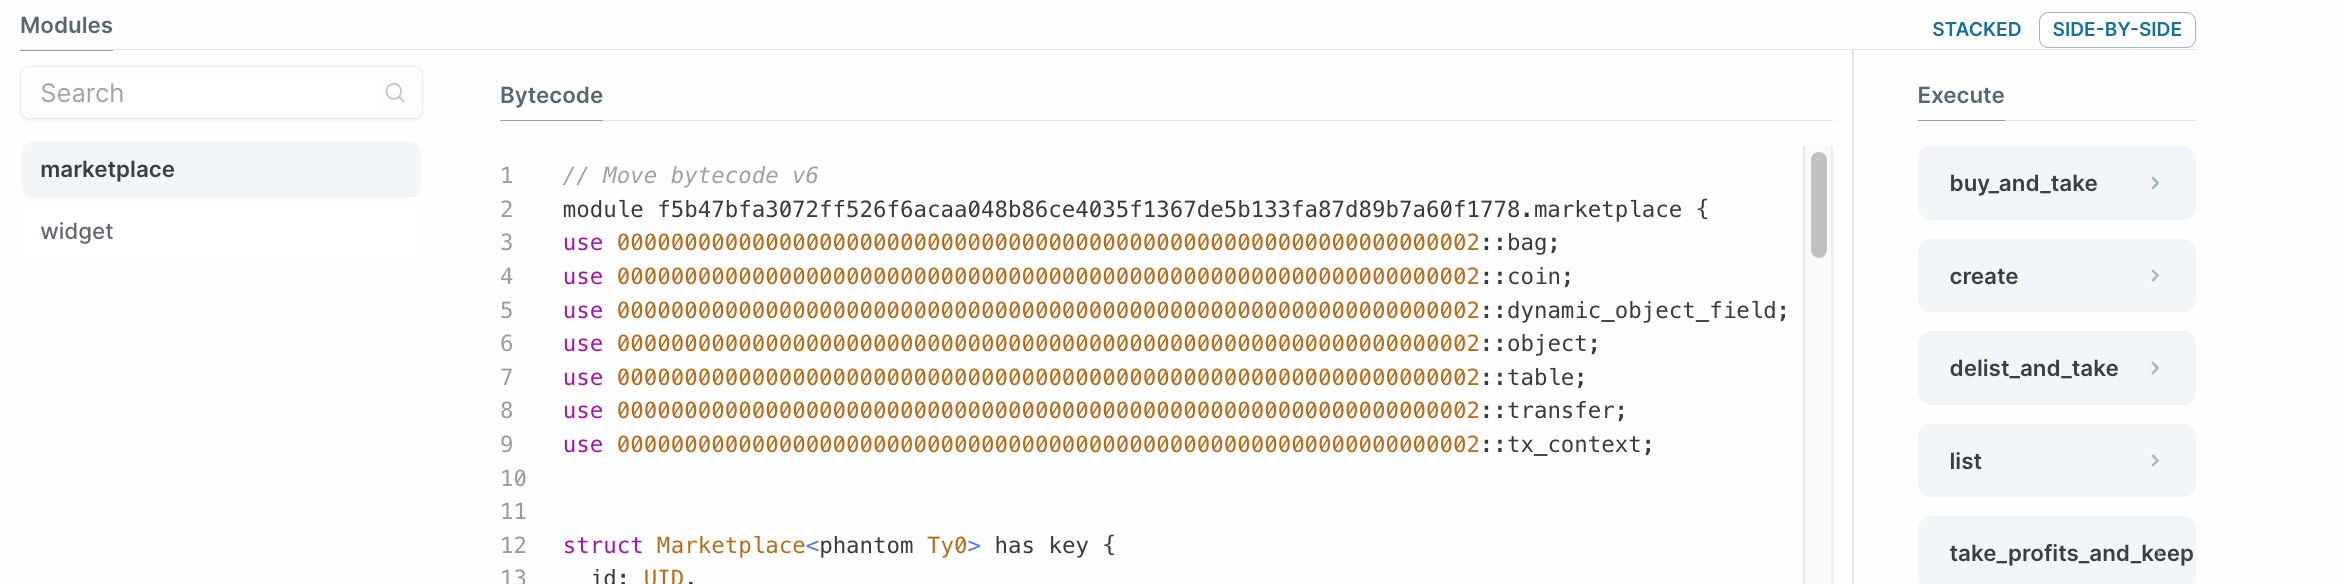 Modules
STACKED
SIDE-BY-SIDE
Search
marketplace
widget
Bytecode
1 // Move bytecode v6
2 module f5b47bfa3072ff526f6acaa048b86ce4035f1367de5b133fa87d89b7a60f1778.marketplace {
3 use 0000000000000000000000000000000000000000000000000000000000000002::bag;
4 use 0000000000000000000000000000000000000000000000000000000000000002::coin;
5 use 0000000000000000000000000000000000000000000000000000000000000002::dynamic_object_field;
6 use 0000000000000000000000000000000000000000000000000000000000000002::object;
7 use 0000000000000000000000000000000000000000000000000000000000000002::table;
8 use 0000000000000000000000000000000000000000000000000000000000000002::transfer;
9 use 0000000000000000000000000000000000000000000000000000000000000002::tx_context;
10
11
12 struct Marketplace<phantom Ty0> has key {
13 id: UID,
Execute
buy_and_take
create
delist_and_take
list
take_profits_and_keep